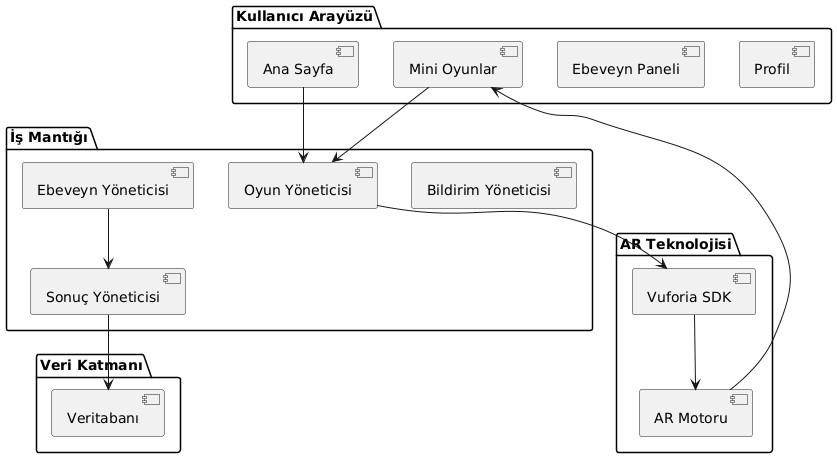 Kullanıcı Arayüzü
Ana Sayfa
Mini Oyunlar
Ebeveyn Paneli
Profil
İş Mantığı
Ebeveyn Yöneticisi
Oyun Yöneticisi
Bildirim Yöneticisi
Sonuç Yöneticisi
AR Teknolojisi
Vuforia SDK
AR Motoru
Veri Katmanı
Veritabanı